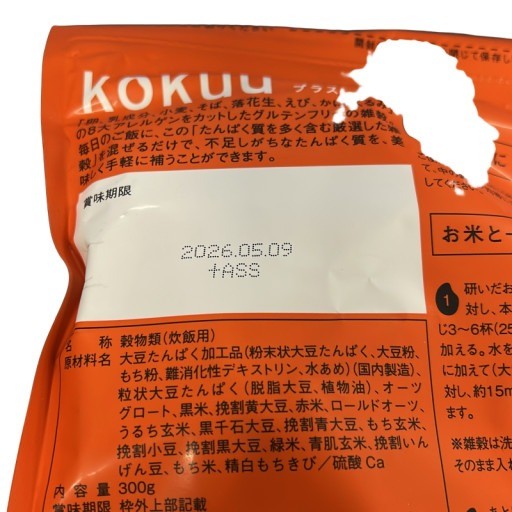 kokuu
プラス
の8大アレルゲンをカットしたグルテンフリーの雑穀
毎日のご飯に、この「たんぱく質を多く含む厳選した雑
穀」を混ぜるだけで、不足しがちなたんぱく質を、美
味しく手軽に補うことができます。
賞味期限
2026.05.09
+ASS
お米と一
1 研いだお
対し、本
じ3~6杯(25
加える。水を
に加えて(大
対し、約15m
ます。
※雑穀は洗
そのまま入れ
名 称 穀物類(炊飯用)
原材料名 大豆たんぱく加工品(粉末状大豆たんぱく、大豆粉、
もち粉、難消化性デキストリン、水あめ)(国内製造)、
粒状大豆たんぱく(脱脂大豆、植物油)、オーツ
グロート、黒米、挽割黄大豆、赤米、ロールドオーツ、
うるち玄米、黒千石大豆、挽割青大豆、もち玄米、
挽割小豆、挽割黒大豆、緑米、青肌玄米、挽割いん
げん豆、もち米、精白もちきび/硫酸Ca
内 容 量 300g
賞味期限 枠外上部記載